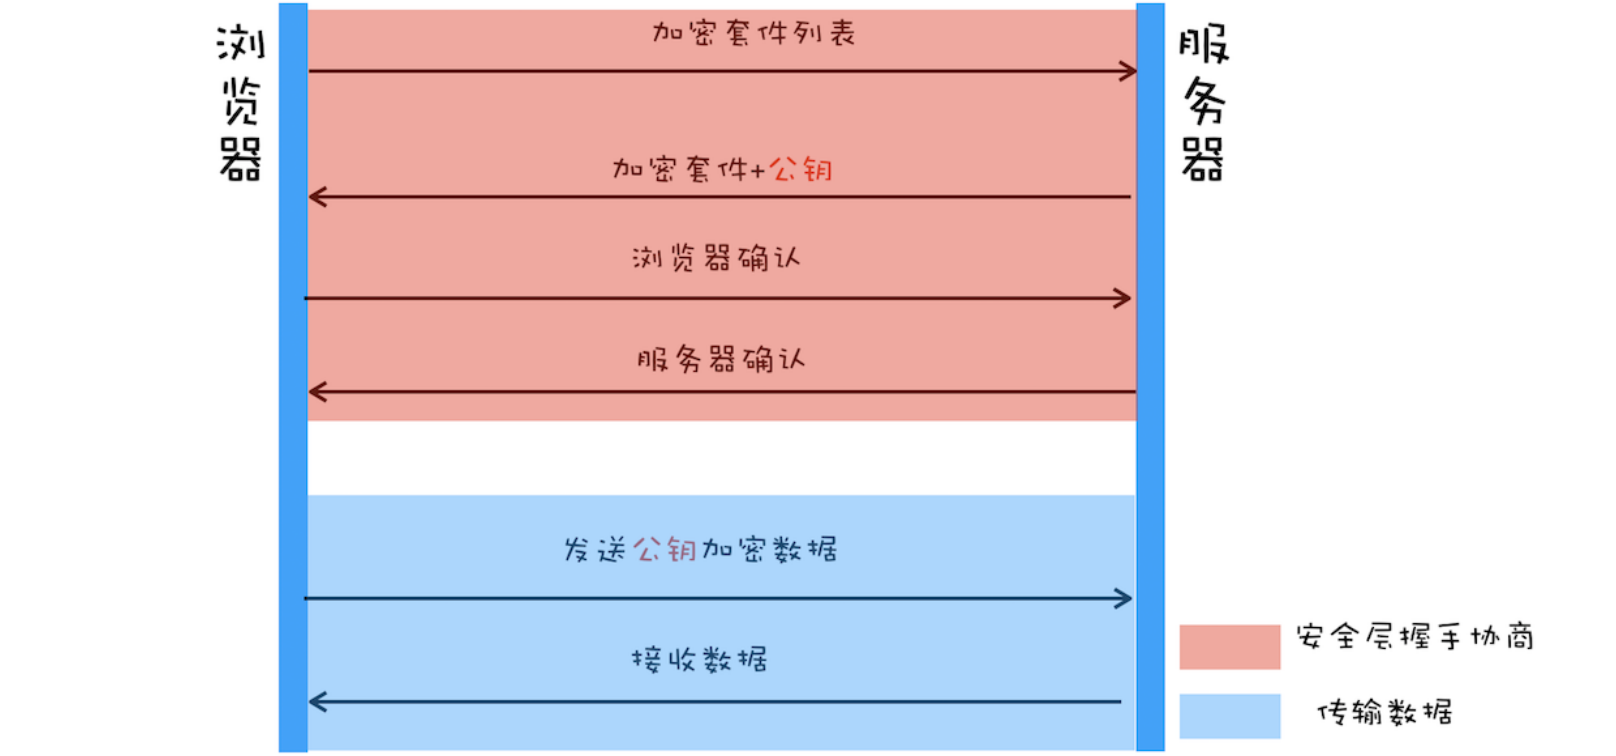 浏览器
服务器
加密套件列表
加密套件+公钥
浏览器确认
服务器确认
发送公钥加密数据
接收数据
安全层握手协商
传输数据